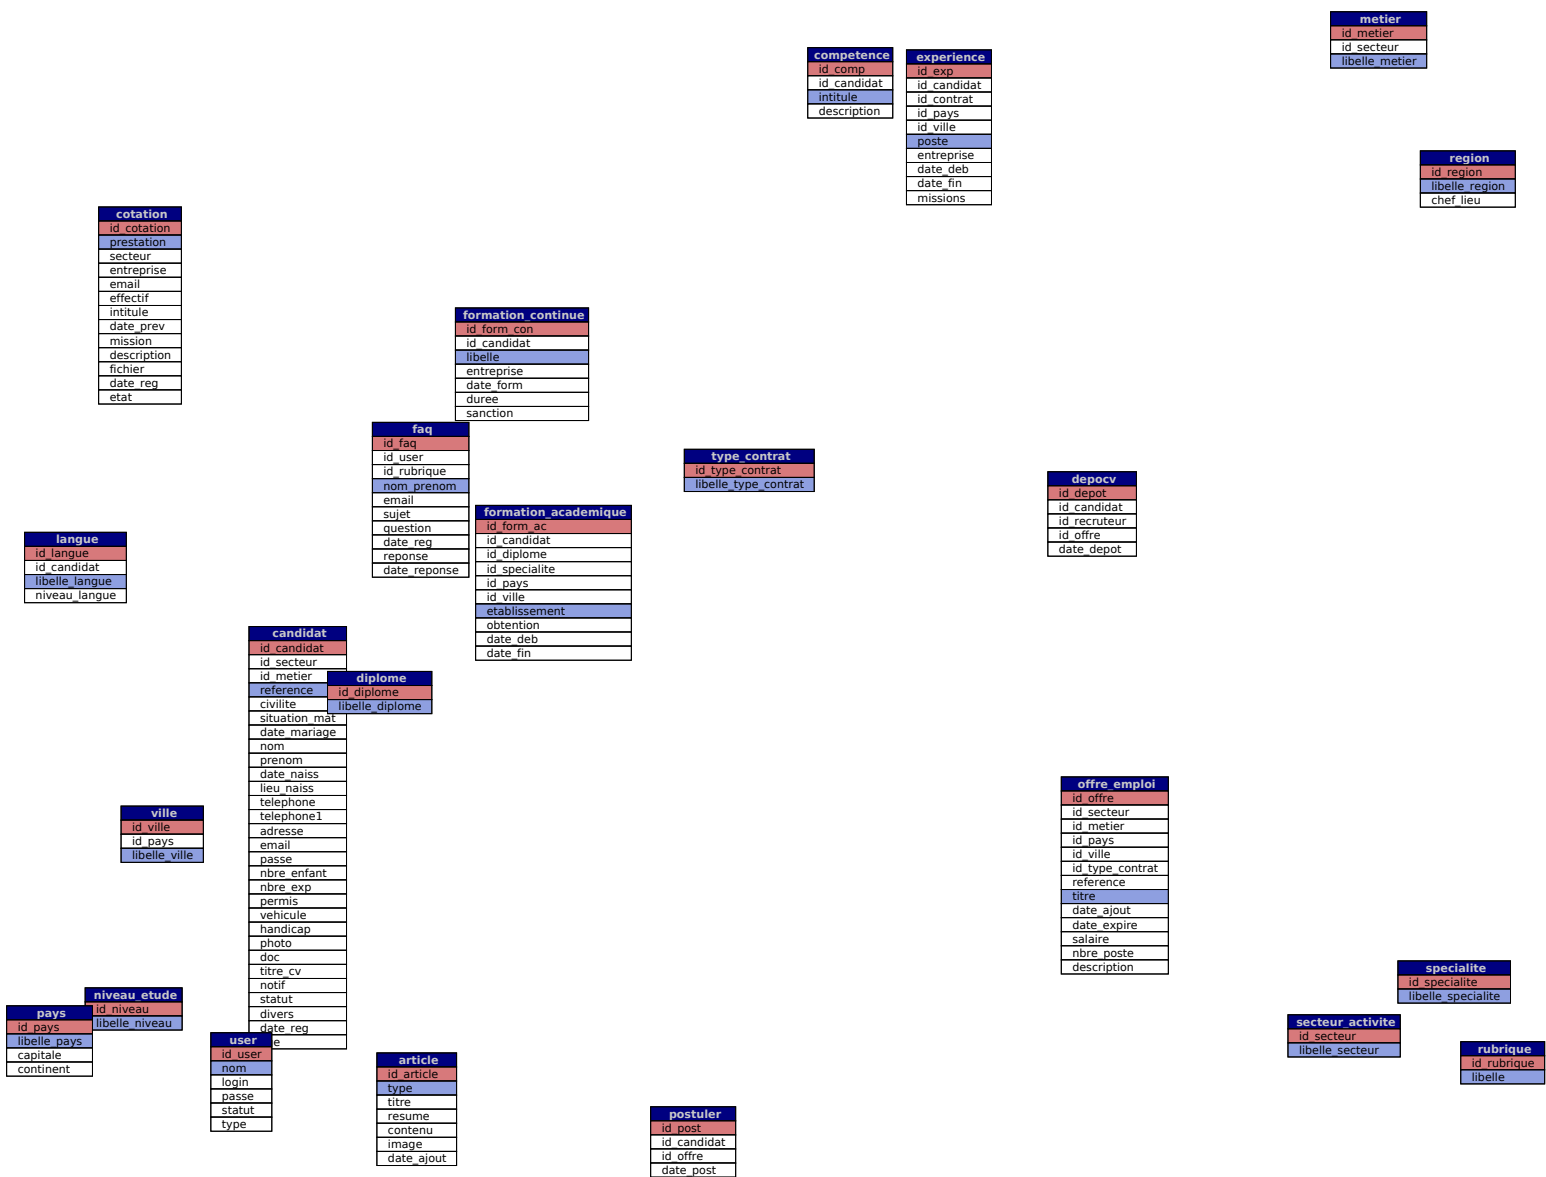 metier
id_metier
id_secteur
libelle_metier
competence
id_comp
id_candidat
intitule
description
experience
id_exp
id_candidat
id_contrat
id_pays
id_ville
poste
entreprise
date_deb
date_fin
missions
region
id_region
libelle_region
chef_lieu
cotation
id_cotation
prestation
secteur
entreprise
email
effectif
intitule
date_prev
mission
description
fichier
date_reg
etat
formation_continue
id_form_con
id_candidat
libelle
entreprise
date_form
duree
sanction
faq
id_faq
id_user
id_rubrique
nom_prenom
email
sujet
question
date_reg
reponse
date_reponse
type_contrat
id_type_contrat
libelle_type_contrat
depocv
id_depot
id_candidat
id_recruteur
id_offre
date_depot
formation_academique
id_form_ac
id_candidat
id_diplome
id_specialite
id_pays
id_ville
etablissement
obtention
date_deb
date_fin
langue
id_langue
id_candidat
libelle_langue
niveau_langue
candidat
id_candidat
id_secteur
id_metier
reference
civilite
situation_mat
date_mariage
nom
prenom
date_naiss
lieu_naiss
telephone
telephone1
adresse
email
passe
nbre_enfant
nbre_exp
permis
vehicule
handicap
photo
doc
titre_cv
notif
statut
divers
date_reg
diplome
id_diplome
libelle_diplome
offre_emploi
id_offre
id_secteur
id_metier
id_pays
id_ville
id_type_contrat
reference
titre
date_ajout
date_expire
salaire
nbre_poste
description
ville
id_ville
id_pays
libelle_ville
specialite
id_specialite
libelle_specialite
niveau_etude
id_niveau
libelle_niveau
pays
id_pays
libelle_pays
capitale
continent
secteur_activite
id_secteur
libelle_secteur
user
id_user
nom
login
passe
statut
type
rubrique
id_rubrique
libelle
article
id_article
type
titre
resume
contenu
image
date_ajout
postuler
id_post
id_candidat
id_offre
date_post